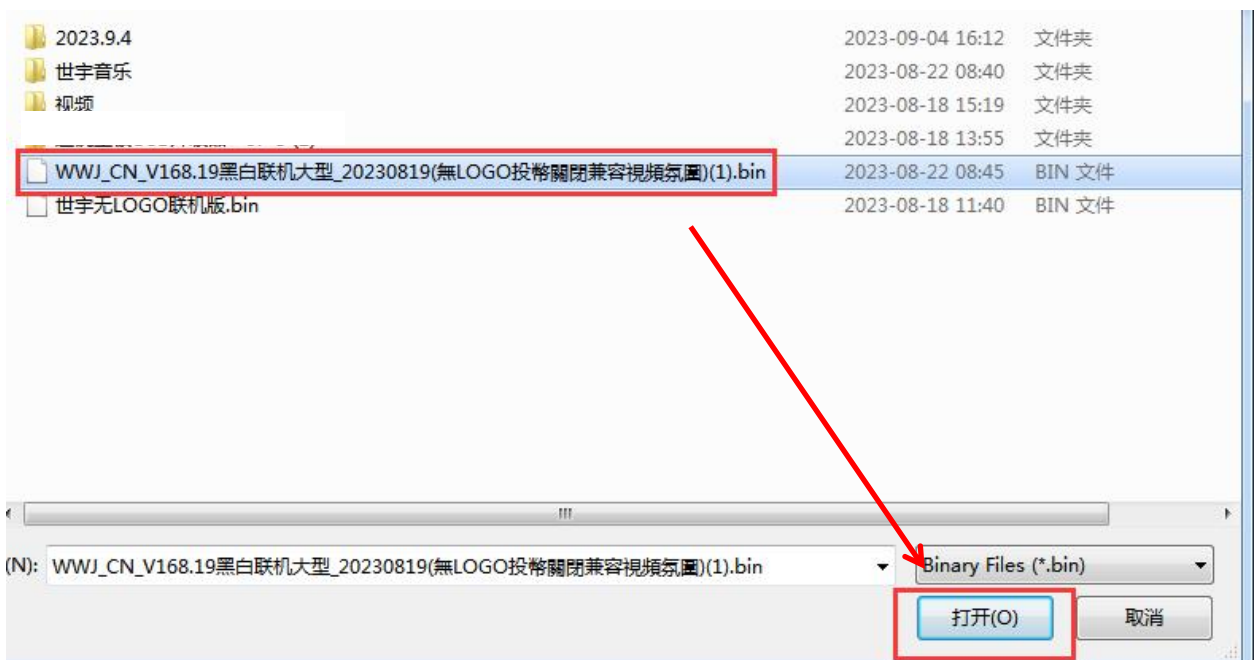 2023.9.4 2023-09-04 16:12 文件夹
世宇音乐 2023-08-22 08:40 文件夹
视频 2023-08-18 15:19 文件夹
2023-08-18 13:55 文件夹
WWJ_CN_V168.19黑白联机大型_20230819(無LOGO投幣關閉兼容視頻氛圍)(1).bin 2023-08-22 08:45 BIN 文件
世宇无LOGO联机版.bin 2023-08-18 11:40 BIN 文件
(N): WWJ_CN_V168.19黑白联机大型_20230819(無LOGO投幣關閉兼容視頻氛圍)(1).bin Binary Files (*.bin)
打开(O) 取消